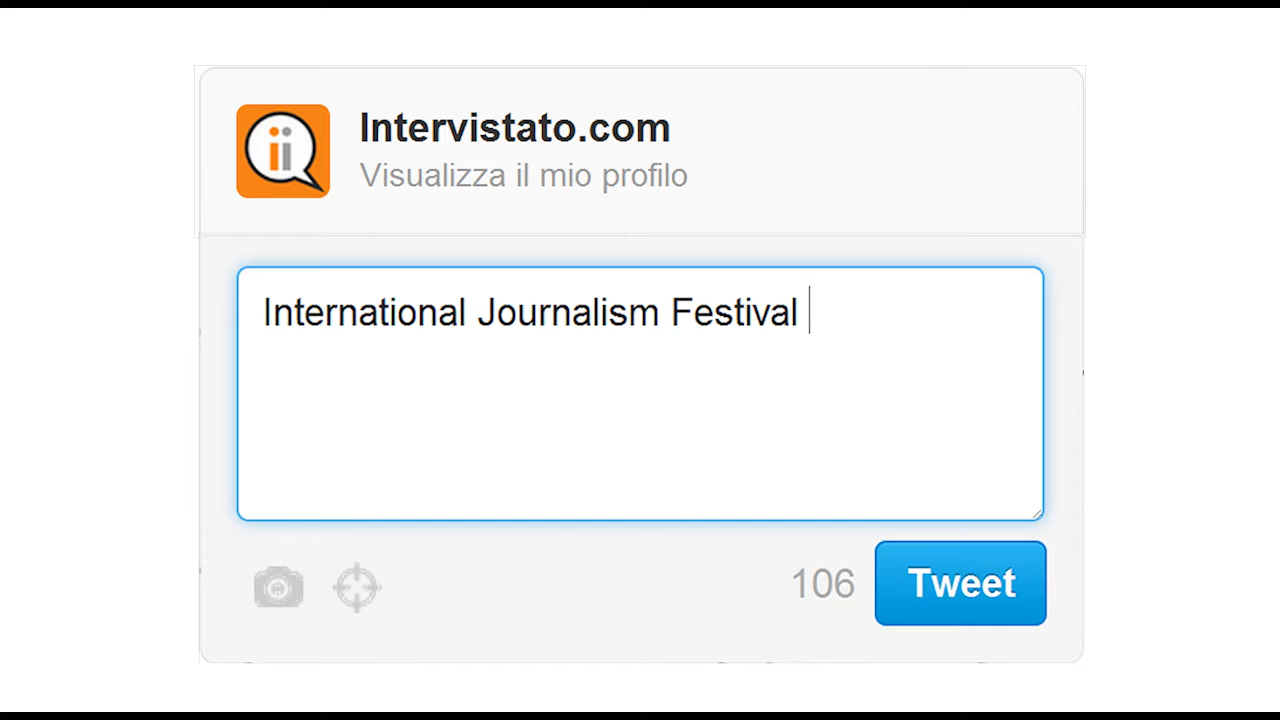 Intervistato.com
Visualizza il mio profilo
International Journalism Festival
106
Tweet